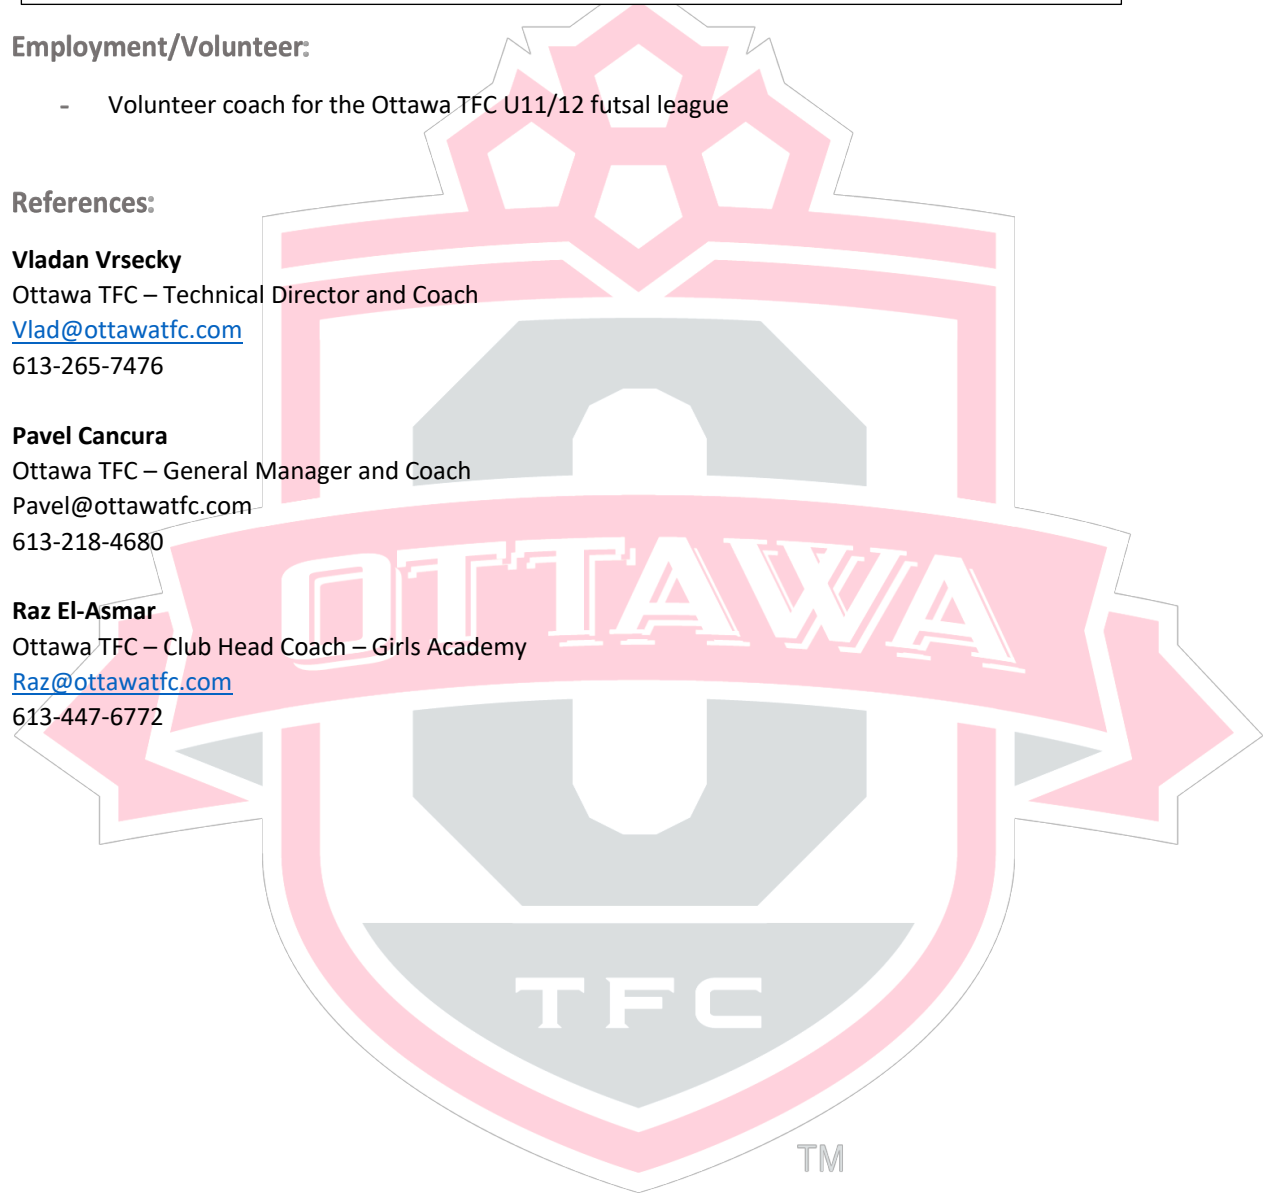 Employment/Volunteer:
- Volunteer coach for the Ottawa TFC U11/12 futsal league
References:
Vladan Vrsecky
Ottawa TFC – Technical Director and Coach
Vlad@ottawatfc.com
613-265-7476
Pavel Cancura
Ottawa TFC – General Manager and Coach
Pavel@ottawatfc.com
613-218-4680
Raz El-Asmar
Ottawa TFC – Club Head Coach – Girls Academy
Raz@ottawatfc.com
613-447-6772
OTTAWA
TFC
TM